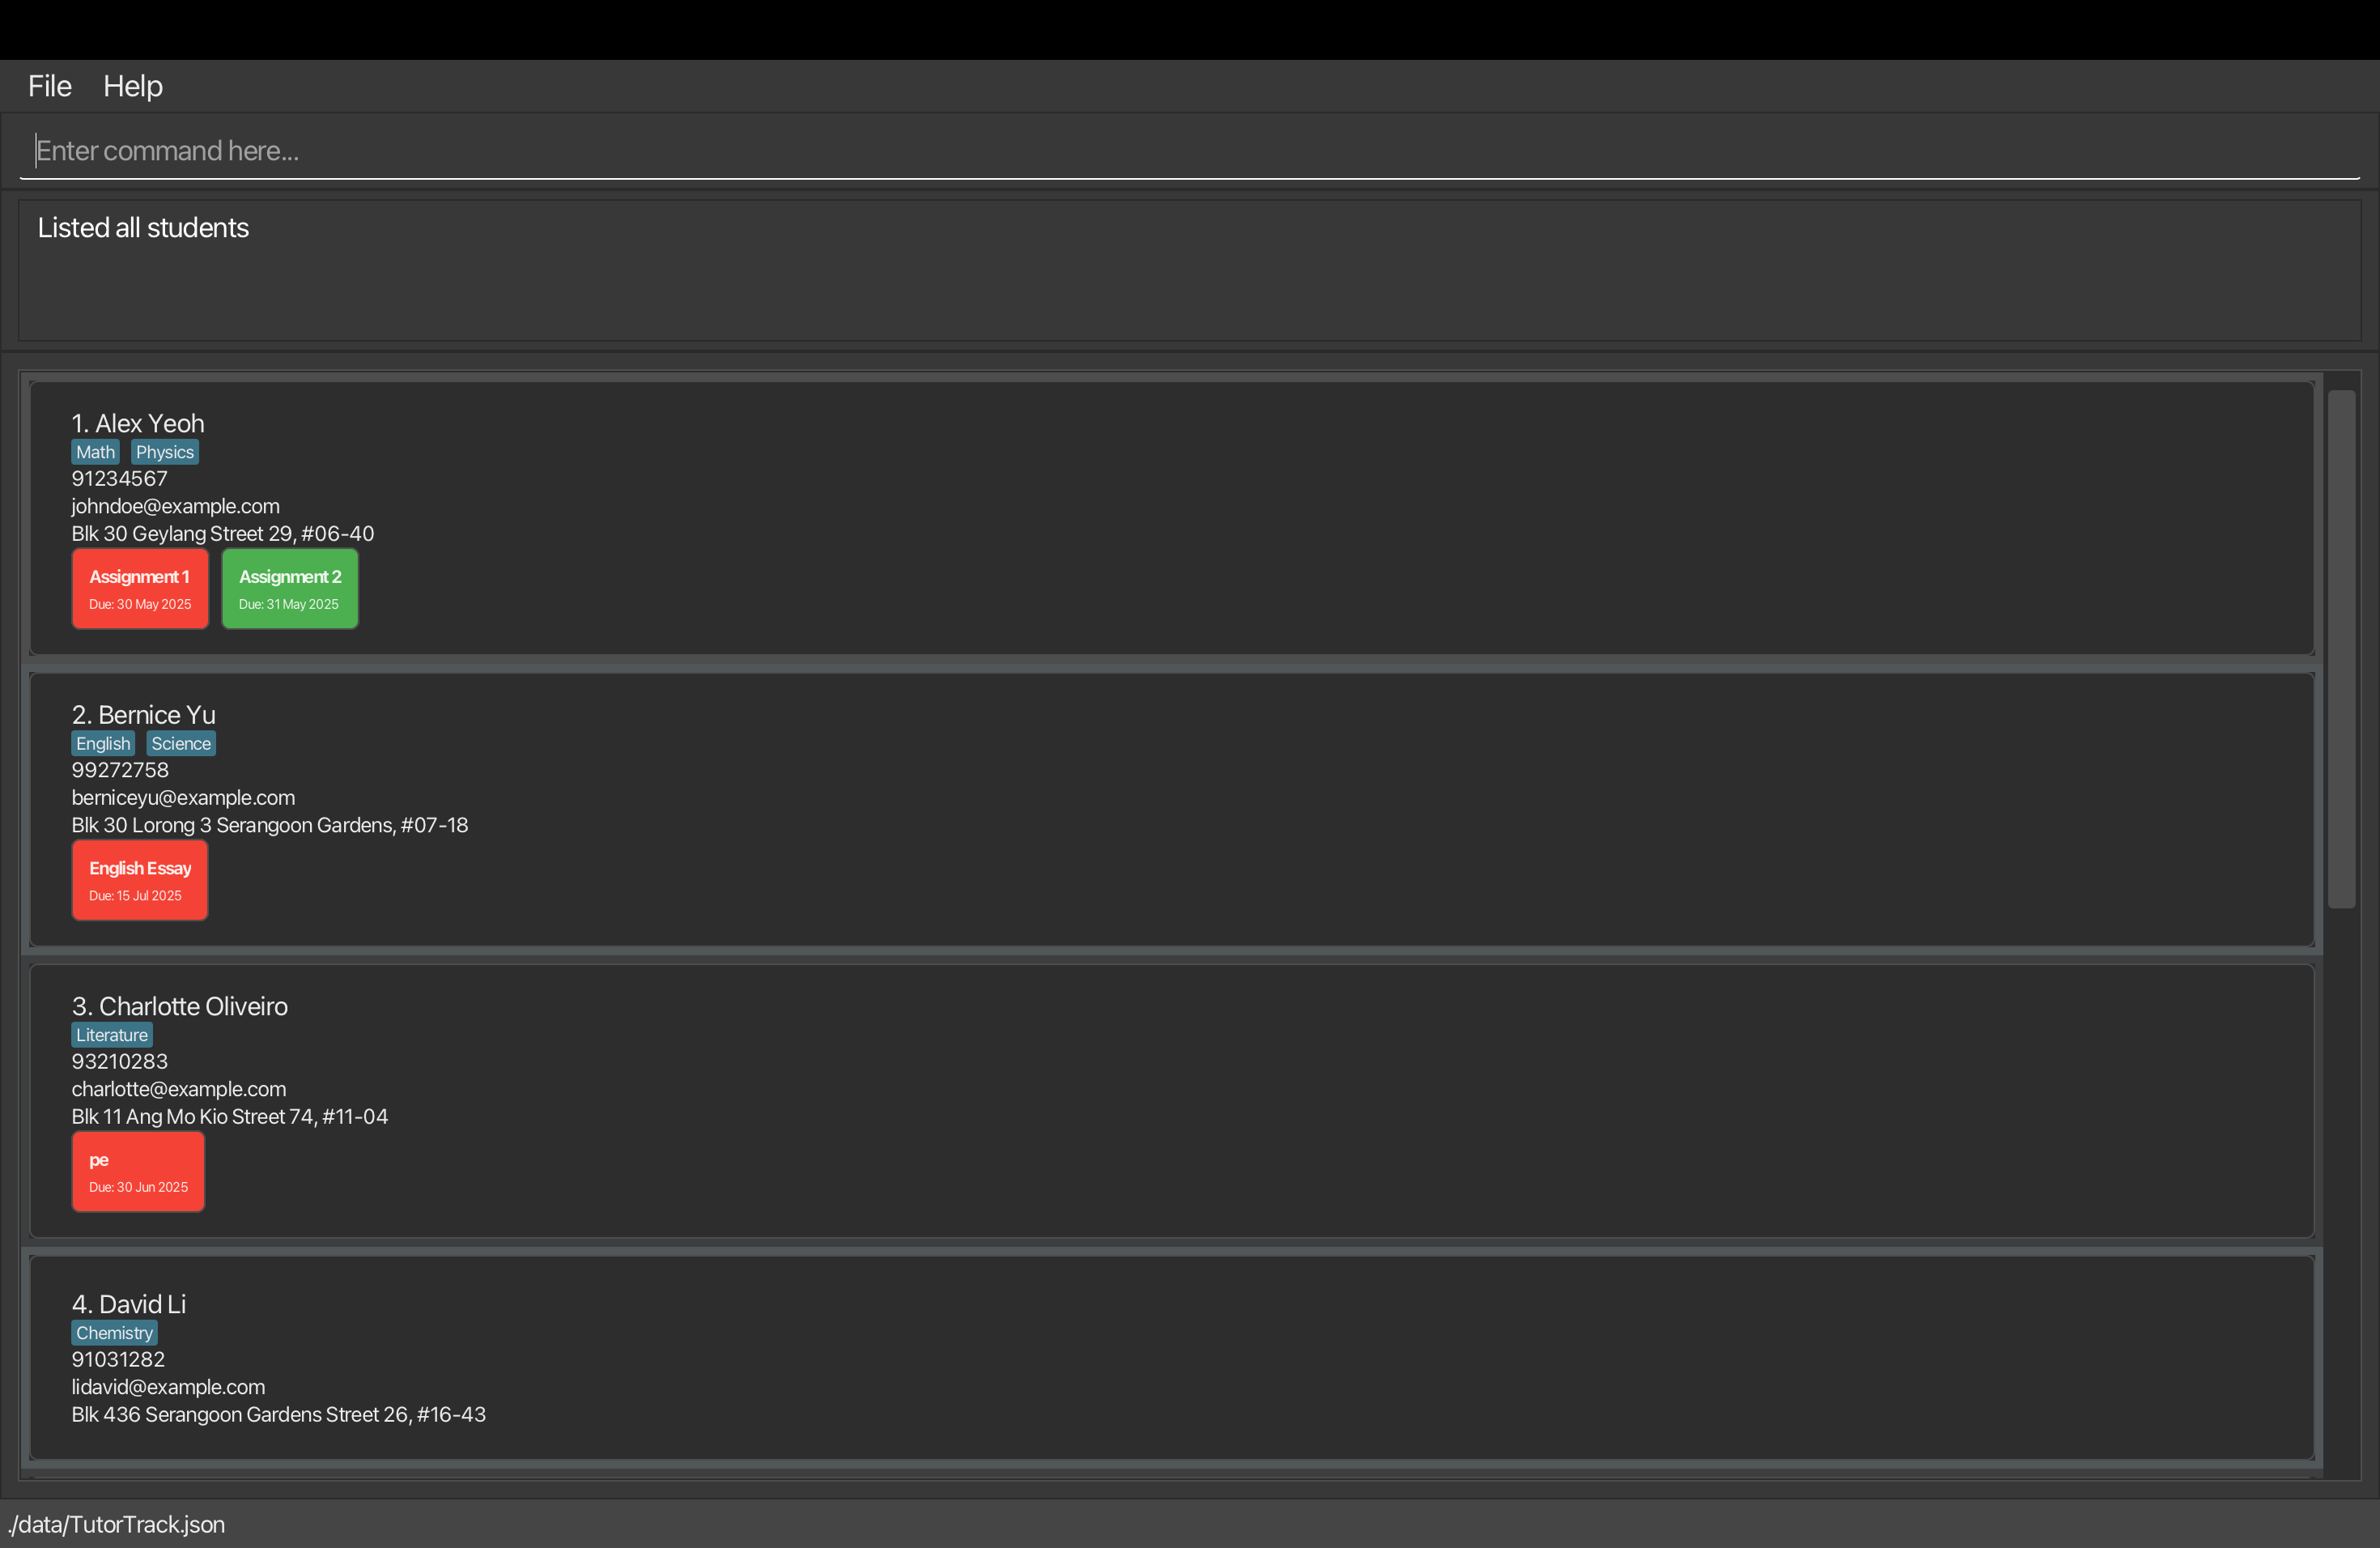 File Help
Enter command here...
Listed all students
1. Alex Yeoh
Math Physics
91234567
johndoe@example.com
Blk 30 Geylang Street 29, #06-40
Assignment 1 Assignment 2
Due: 30 May 2025 Due: 31 May 2025
2. Bernice Yu
English Science
99272758
berniceyu@example.com
Blk 30 Lorong 3 Serangoon Gardens, #07-18
English Essay
Due: 15 Jul 2025
3. Charlotte Oliveiro
Literature
93210283
charlotte@example.com
Blk 11 Ang Mo Kio Street 74, #11-04
pe
Due: 30 Jun 2025
4. David Li
Chemistry
91031282
lidavid@example.com
Blk 436 Serangoon Gardens Street 26, #16-43
./data/TutorTrack.json